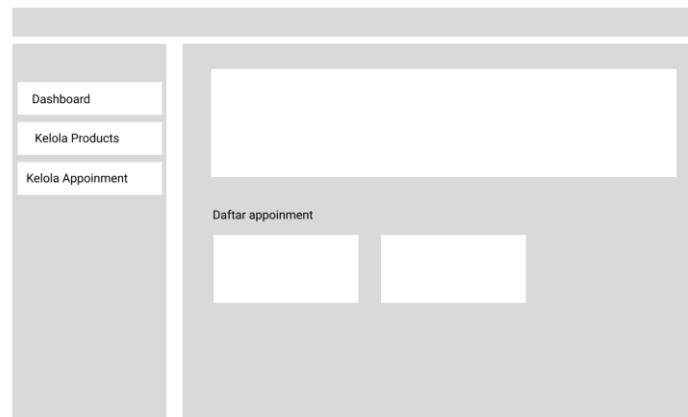 Dashboard
Kelola Products
Kelola Appoinment
Daftar appoinment